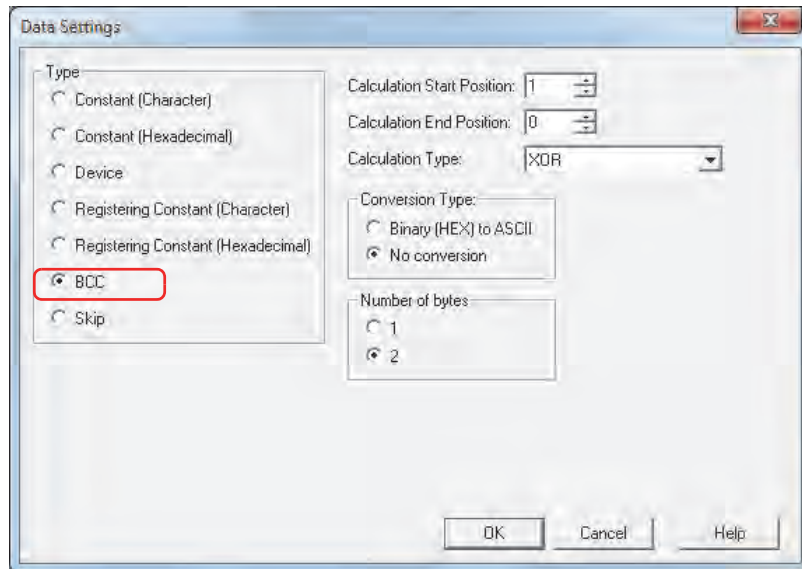 Data Settings
Type
Constant (Character)
Constant (Hexadecimal)
Device
Registering Constant (Character)
Registering Constant (Hexadecimal)
BCC
Skip
Calculation Start Position: 1
Calculation End Position: 0
Calculation Type: XOR
Conversion Type:
Binary (HEX) to ASCII
No conversion
Number of bytes
1
2
OK Cancel Help